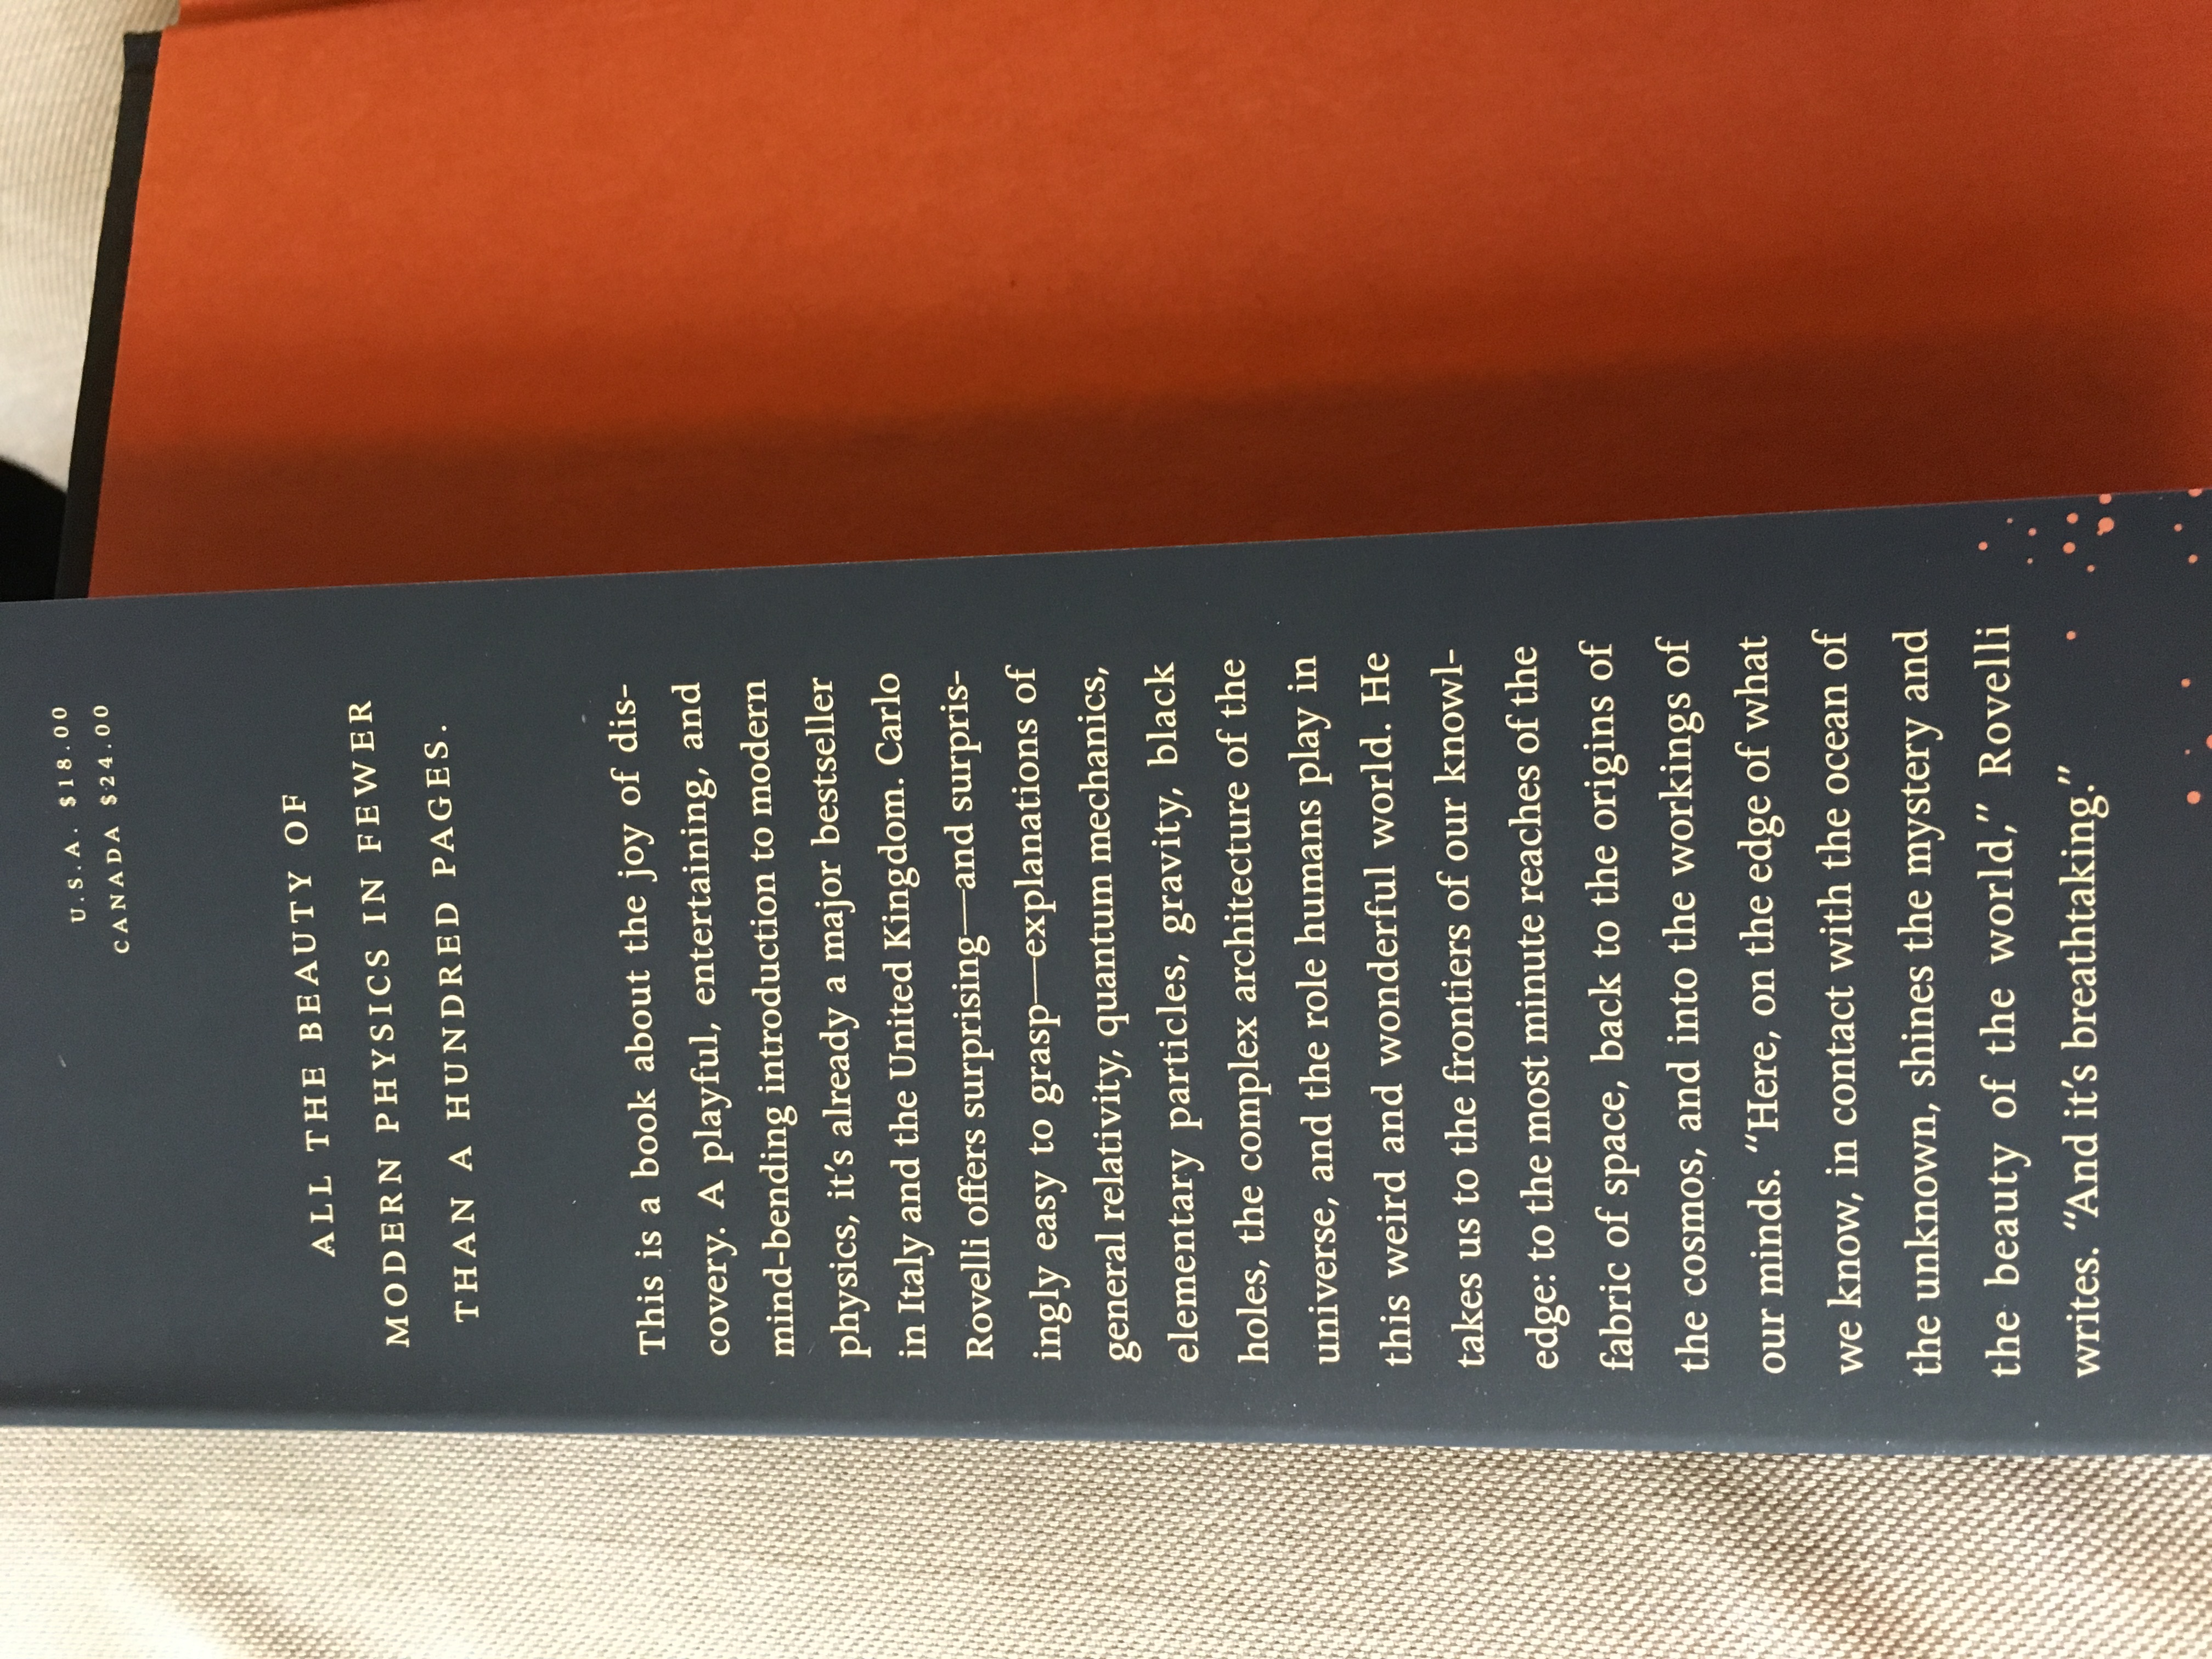 U.S.A. $18.00
CANADA $24.00
ALL THE BEAUTY OF
MODERN PHYSICS IN FEWER
THAN A HUNDRED PAGES.
This is a book about the joy of dis-
covery. A playful, entertaining, and
mind-bending introduction to modern
physics, it’s already a major bestseller
in Italy and the United Kingdom. Carlo
Rovelli offers surprising—and surpris-
ingly easy to grasp—explanations of
general relativity, quantum mechanics,
elementary particles, gravity, black
holes, the complex architecture of the
universe, and the role humans play in
this weird and wonderful world. He
takes us to the frontiers of our knowl-
edge: to the most minute reaches of the
fabric of space, back to the origins of
the cosmos, and into the workings of
our minds. “Here, on the edge of what
we know, in contact with the ocean of
the unknown, shines the mystery and
the beauty of the world,” Rovelli
writes. “And it’s breathtaking.”